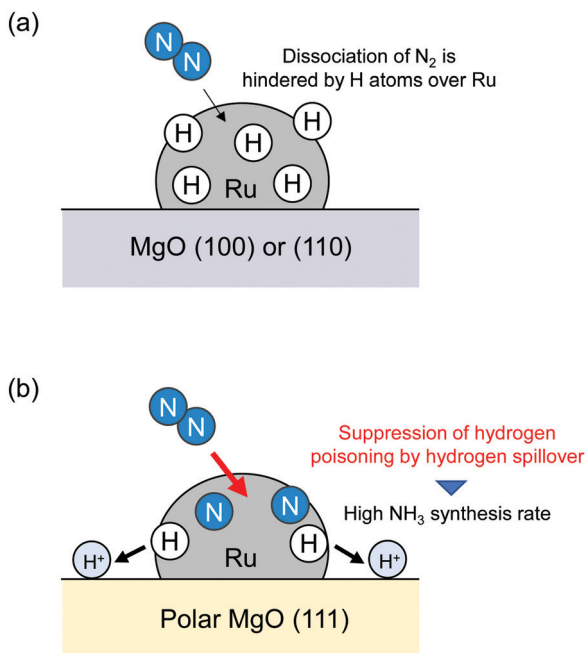 (a)
N
N
Dissociation of N₂ is
hindered by H atoms over Ru
H
H
H
H
H
Ru
MgO (100) or (110)
(b)
N
N
Suppression of hydrogen
poisoning by hydrogen spillover
High NH₃ synthesis rate
N
N
H
H
H⁺
Ru
H⁺
Polar MgO (111)